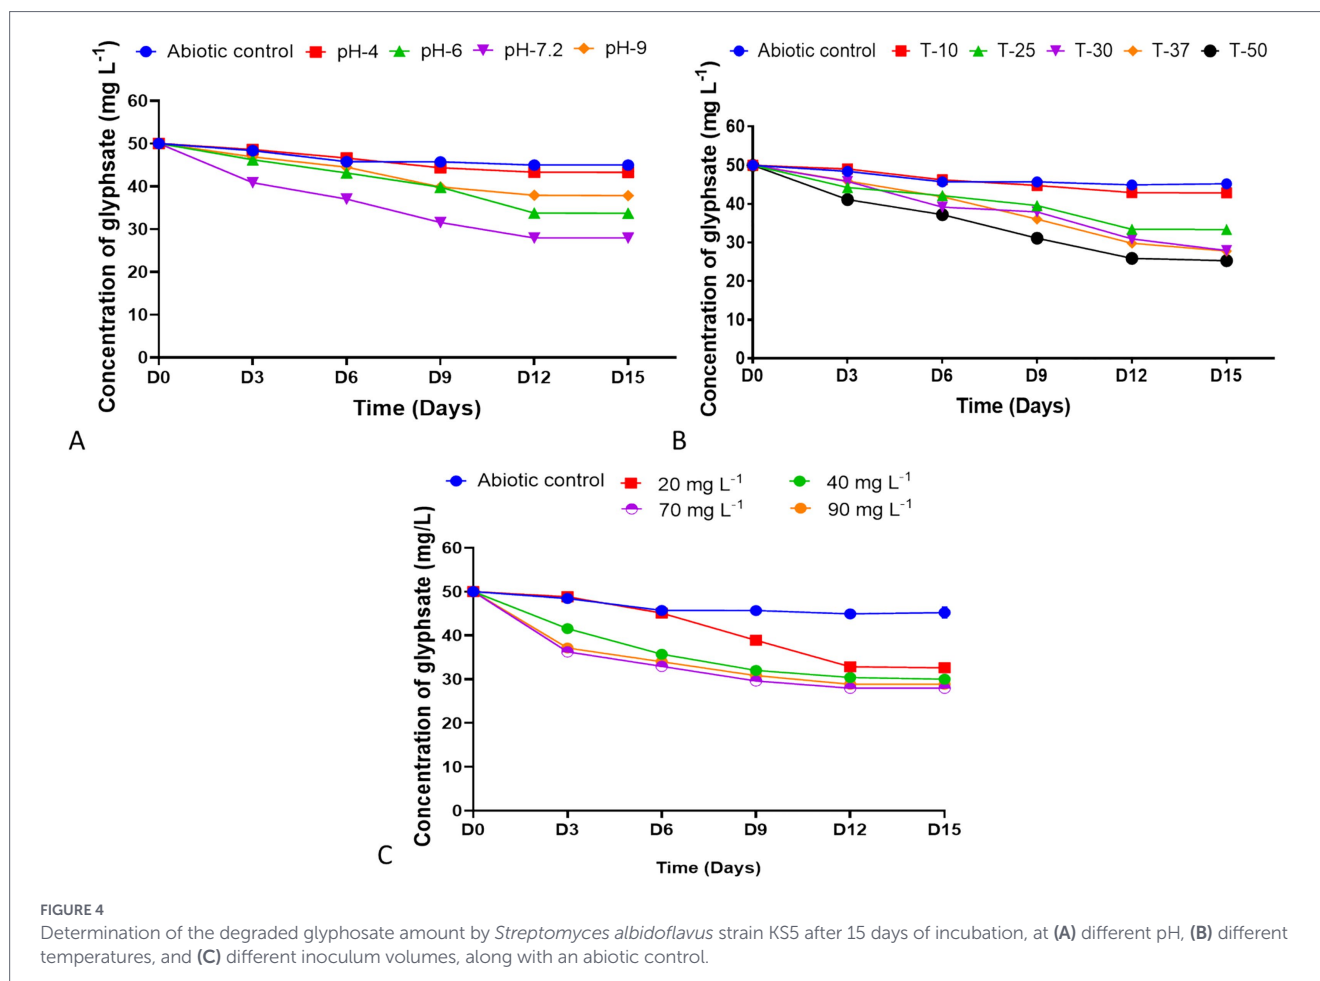 Abiotic control pH-4 pH-6 pH-7.2 pH-9
Concentration of glyphsate (mg L⁻¹)
60
50
40
30
20
10
0
D0 D3 D6 D9 D12 D15
Time (Days)
A
Abiotic control T-10 T-25 T-30 T-37 T-50
Concentration of glyphsate (mg L⁻¹)
60
50
40
30
20
10
0
D0 D3 D6 D9 D12 D15
Time (Days)
B
Abiotic control 20 mg L⁻¹ 40 mg L⁻¹
70 mg L⁻¹ 90 mg L⁻¹
Concentration of glyphsate (mg/L)
60
50
40
30
20
10
0
D0 D3 D6 D9 D12 D15
Time (Days)
C
FIGURE 4
Determination of the degraded glyphosate amount by Streptomyces albidoflavus strain KS5 after 15 days of incubation, at (A) different pH, (B) different
temperatures, and (C) different inoculum volumes, along with an abiotic control.